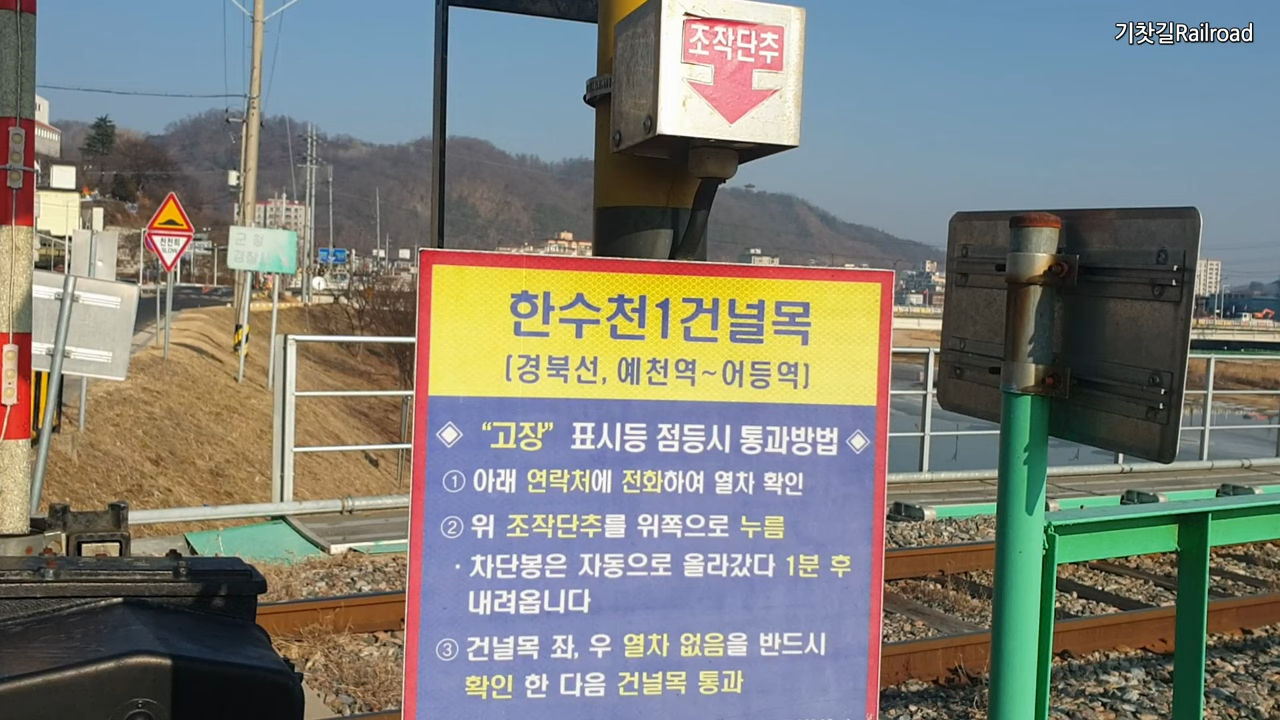 기찻길Railroad
조작단추
천천히
SLOW
한수천1건널목
(경북선, 예천역~어등역)
◈ "고장" 표시등 점등시 통과방법 ◈
① 아래 연락처에 전화하여 열차 확인
② 위 조작단추를 위쪽으로 누름
· 차단봉은 자동으로 올라갔다 1분 후
내려옵니다
③ 건널목 좌, 우 열차 없음을 반드시
확인 한 다음 건널목 통과